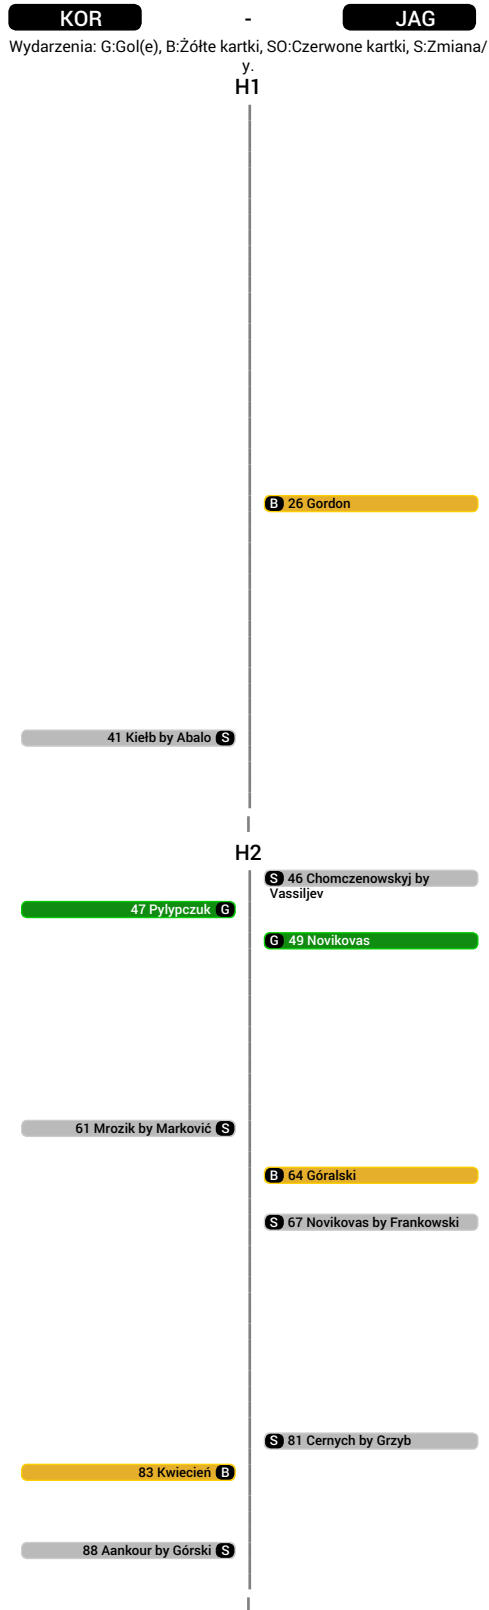 KOR - JAG
Wydarzenia: G:Gol(e), B:Żółte kartki, SO:Czerwone kartki, S:Zmiana/
y.
H1
B 26 Gordon
41 Kiełb by Abalo S
H2
S 46 Chomczenowskyj by
Vassiljev
47 Pylypczuk G
G 49 Novikovas
61 Mrozik by Marković S
B 64 Góralski
S 67 Novikovas by Frankowski
S 81 Cernych by Grzyb
83 Kwiecień B
88 Aankour by Górski S